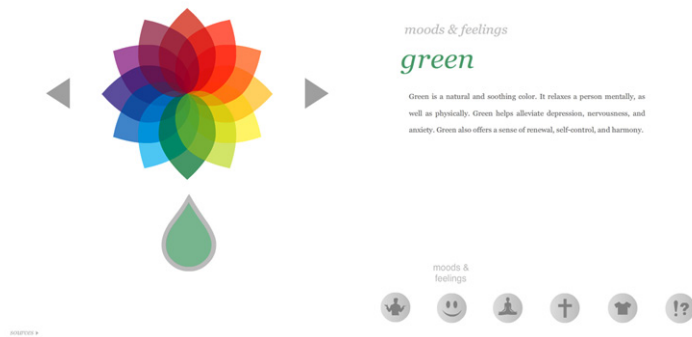 moods & feelings
green
Green is a natural and soothing color. It relaxes a person mentally, as
well as physically. Green helps alleviate depression, nervousness, and
anxiety. Green also offers a sense of renewal, self-control, and harmony.
moods &
feelings
!?
sources